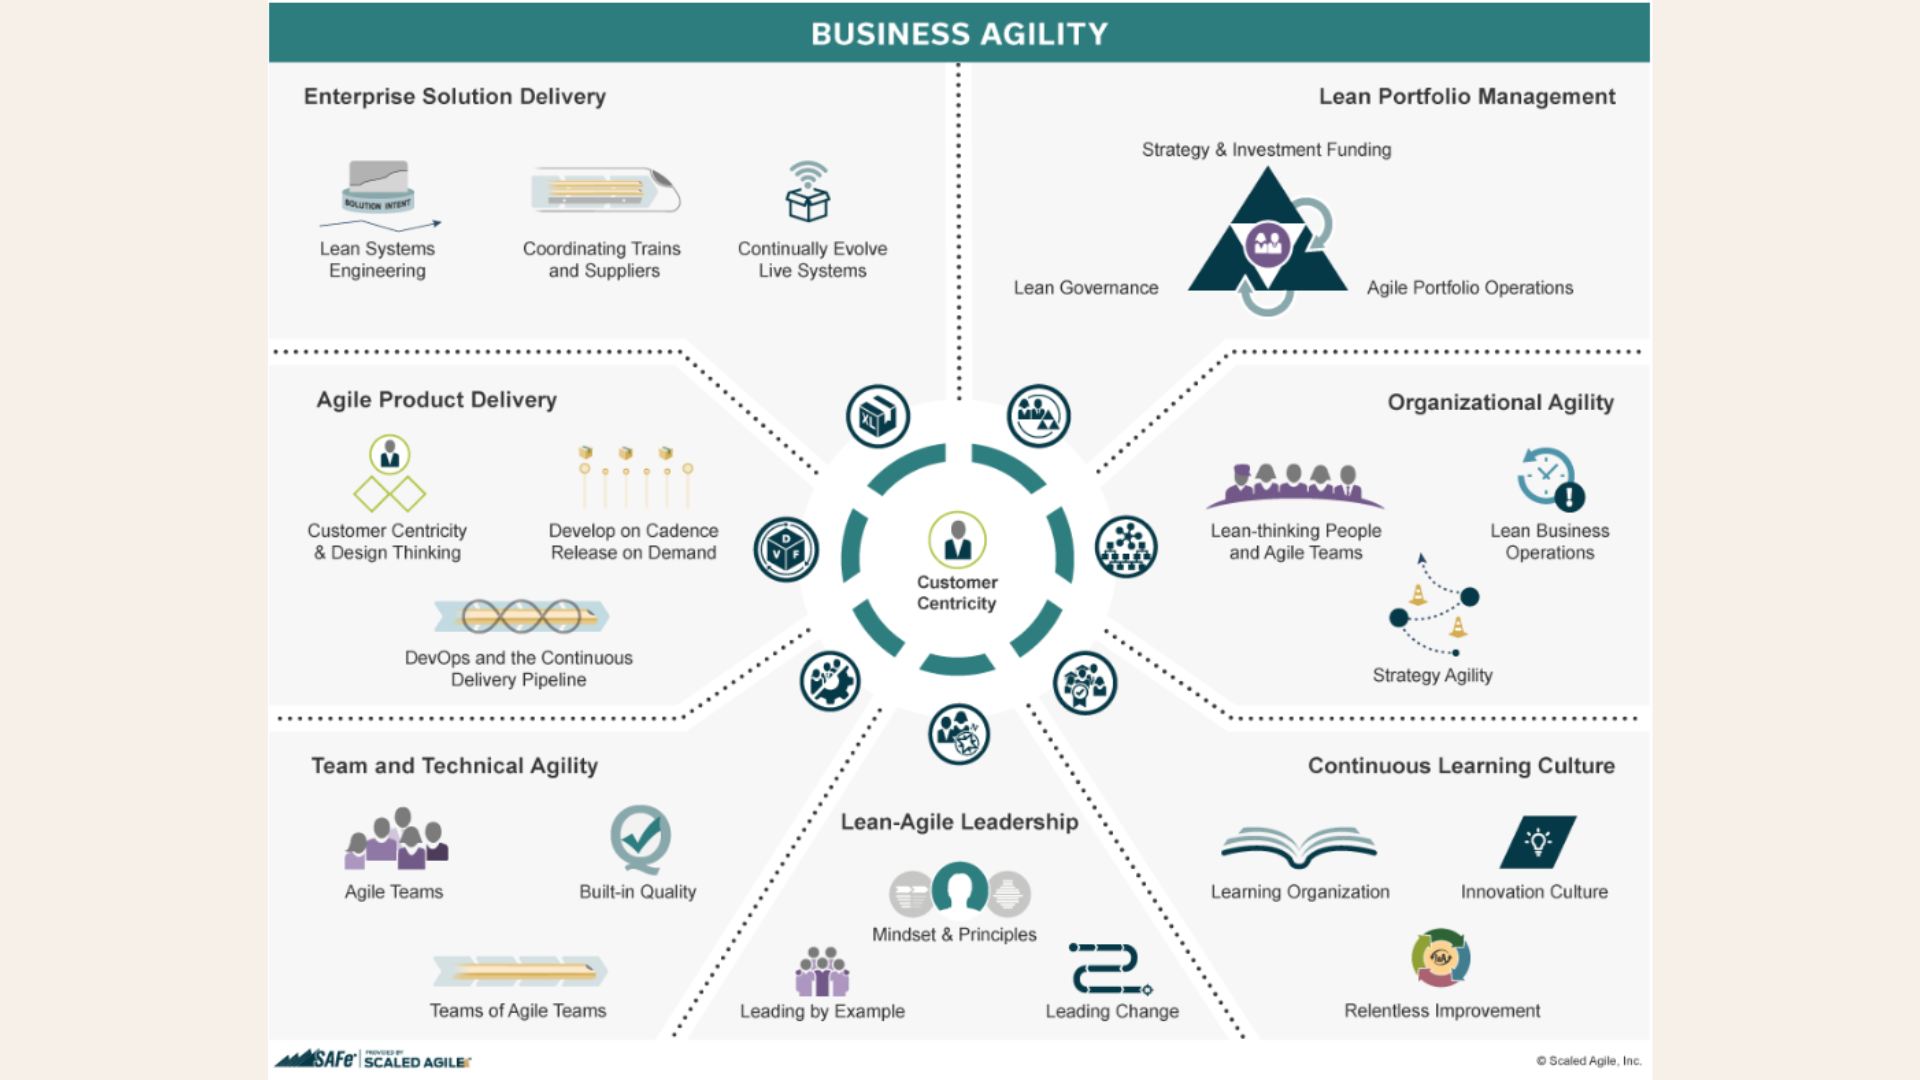 BUSINESS AGILITY
Enterprise Solution Delivery
SOLUTION INTENT
Lean Systems
Engineering
Coordinating Trains
and Suppliers
Continually Evolve
Live Systems
Lean Portfolio Management
Strategy & Investment Funding
Lean Governance
Agile Portfolio Operations
Agile Product Delivery
Customer Centricity
& Design Thinking
Develop on Cadence
Release on Demand
DevOps and the Continuous
Delivery Pipeline
XL
D
V F
Customer
Centricity
N
Organizational Agility
!
Lean-thinking People
and Agile Teams
Lean Business
Operations
Strategy Agility
Team and Technical Agility
Agile Teams
Built-in Quality
Teams of Agile Teams
Lean-Agile Leadership
Mindset & Principles
Leading by Example
Leading Change
Continuous Learning Culture
Learning Organization
Innovation Culture
I&A
Relentless Improvement
SAFe
PROVIDED BY
SCALED AGILE
© Scaled Agile, Inc.